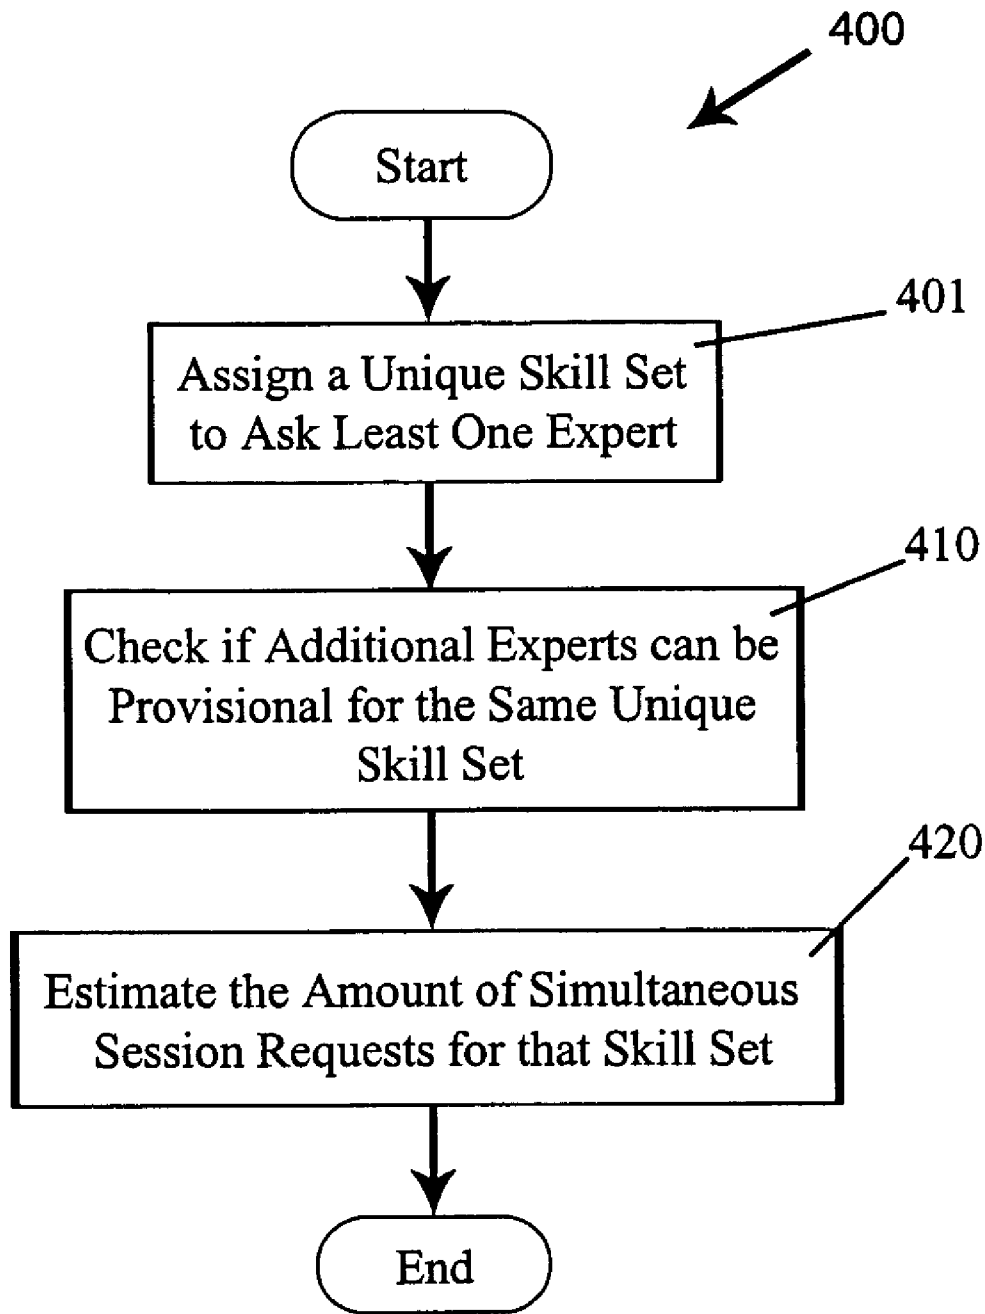 400
Start
401
Assign a Unique Skill Set
to Ask Least One Expert
410
Check if Additional Experts can be
Provisional for the Same Unique
Skill Set
420
Estimate the Amount of Simultaneous
Session Requests for that Skill Set
End